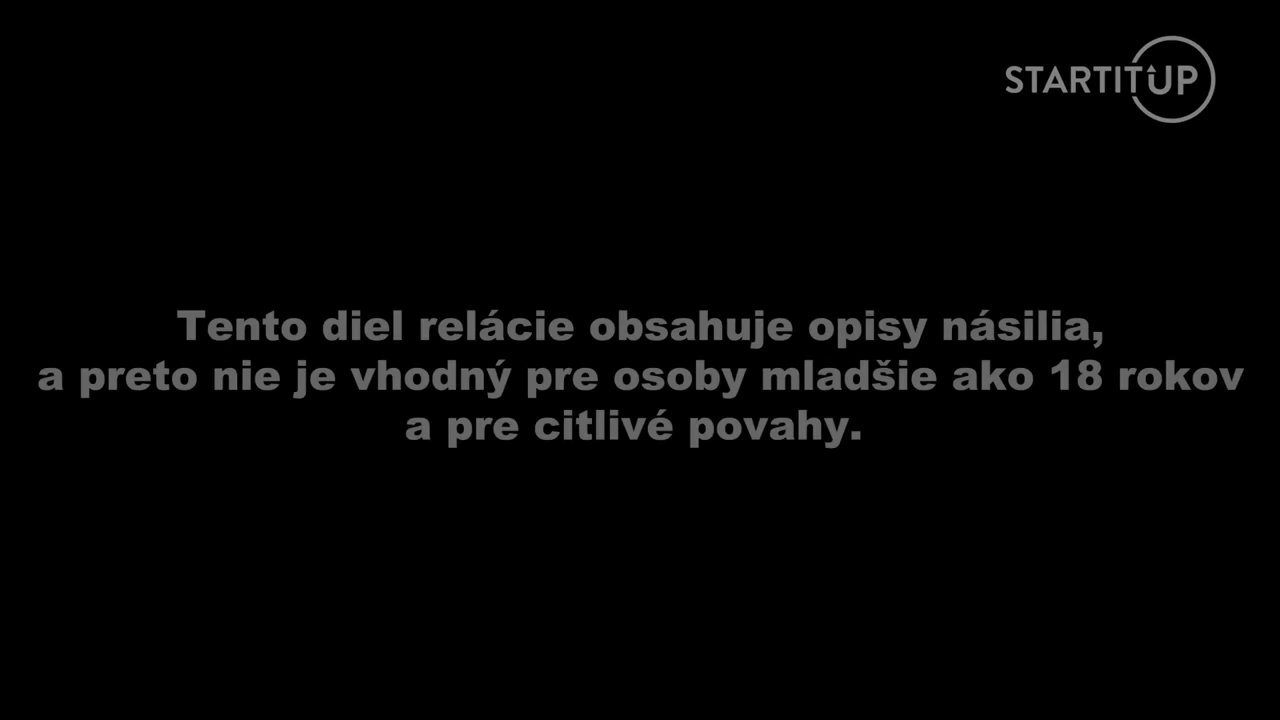 STARTITUP
Tento diel relácie obsahuje opisy násilia,
a preto nie je vhodný pre osoby mladšie ako 18 rokov
a pre citlivé povahy.